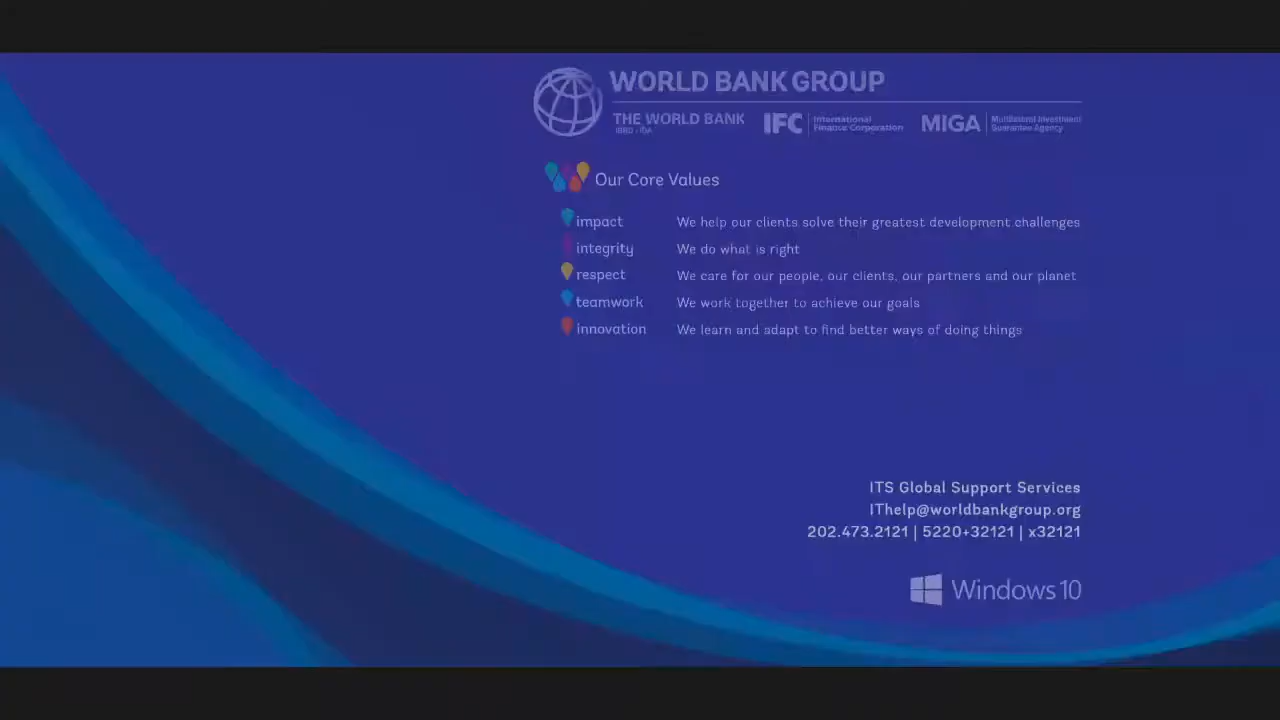 WORLD BANK GROUP
THE WORLD BANK
IBRD • IDA
IFC
International
Finance Corporation
MIGA
Multilateral Investment
Guarantee Agency
Our Core Values
impact We help our clients solve their greatest development challenges
integrity We do what is right
respect We care for our people, our clients, our partners and our planet
teamwork We work together to achieve our goals
innovation We learn and adapt to find better ways of doing things
ITS Global Support Services
IThelp@worldbankgroup.org
202.473.2121 | 5220+32121 | x32121
Windows 10